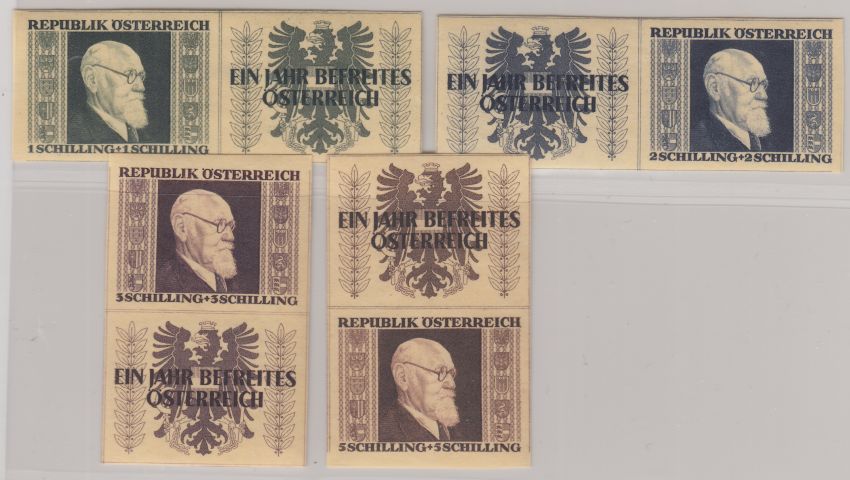 REPUBLIK ÖSTERREICH
1 SCHILLING+1 SCHILLING
EIN JAHR BEFREITES
ÖSTERREICH
EIN JAHR BEFREITES
ÖSTERREICH
REPUBLIK ÖSTERREICH
2 SCHILLING+2 SCHILLING
REPUBLIK ÖSTERREICH
3 SCHILLING+3 SCHILLING
EIN JAHR BEFREITES
ÖSTERREICH
EIN JAHR BEFREITES
ÖSTERREICH
REPUBLIK ÖSTERREICH
5 SCHILLING+5 SCHILLING